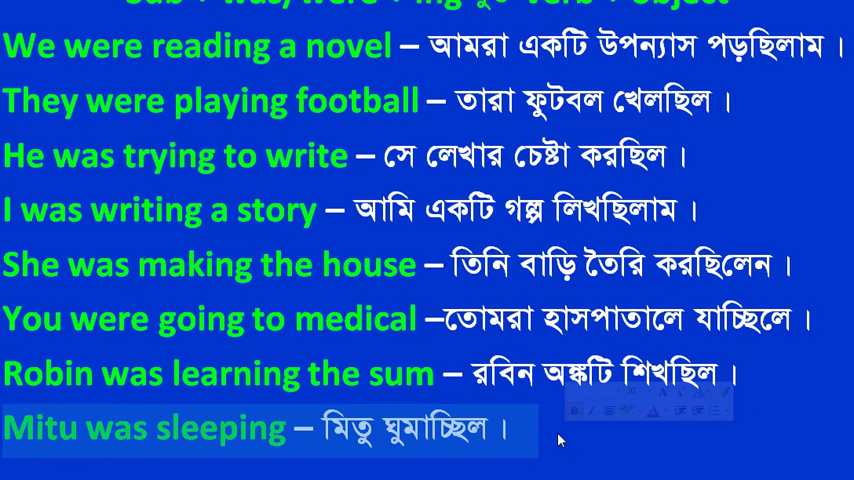 We were reading a novel – আমরা একটি উপন্যাস পড়ছিলাম ।
They were playing football – তারা ফুটবল খেলছিল ।
He was trying to write – সে লেখার চেষ্টা করছিল ।
I was writing a story – আমি একটি গল্প লিখছিলাম ।
She was making the house – তিনি বাড়ি তৈরি করছিলেন ।
You were going to medical –তোমরা হাসপাতালে যাচ্ছিলে ।
Robin was learning the sum – রবিন অঙ্কটি শিখছিল ।
Mitu was sleeping – মিতু ঘুমাচ্ছিল ।